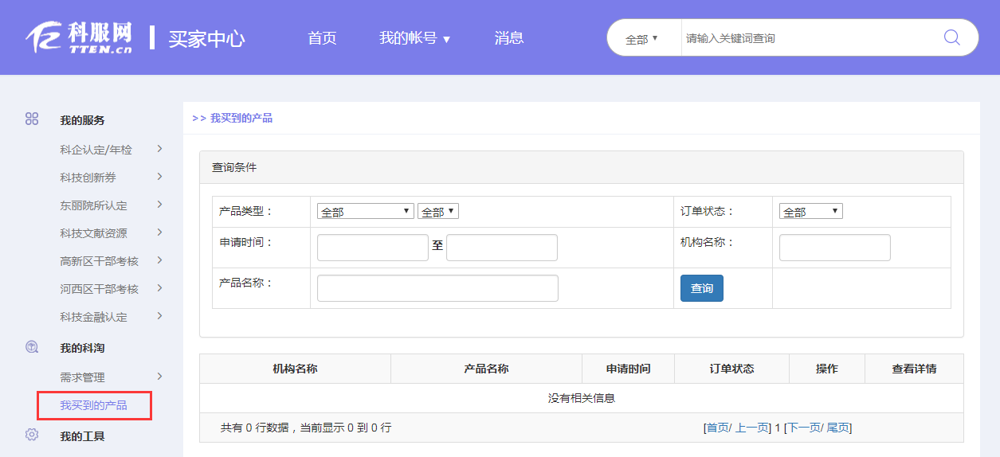 科服网 TTEN.cn 买家中心 首页 我的帐号 ▼ 消息 全部 ▼ 请输入关键词查询
我的服务
科企认定/年检
科技创新券
东丽院所认定
科技文献资源
高新区干部考核
河西区干部考核
科技金融认定
我的科淘
需求管理
我买到的产品
我的工具
>> 我买到的产品
查询条件
产品类型： 全部 ▼ 全部 ▼ 订单状态： 全部 ▼
申请时间： 至 机构名称：
产品名称： 查询
机构名称 产品名称 申请时间 订单状态 操作 查看详情
没有相关信息
共有 0 行数据，当前显示 0 到 0 行 [首页/ 上一页] 1 [下一页/ 尾页]